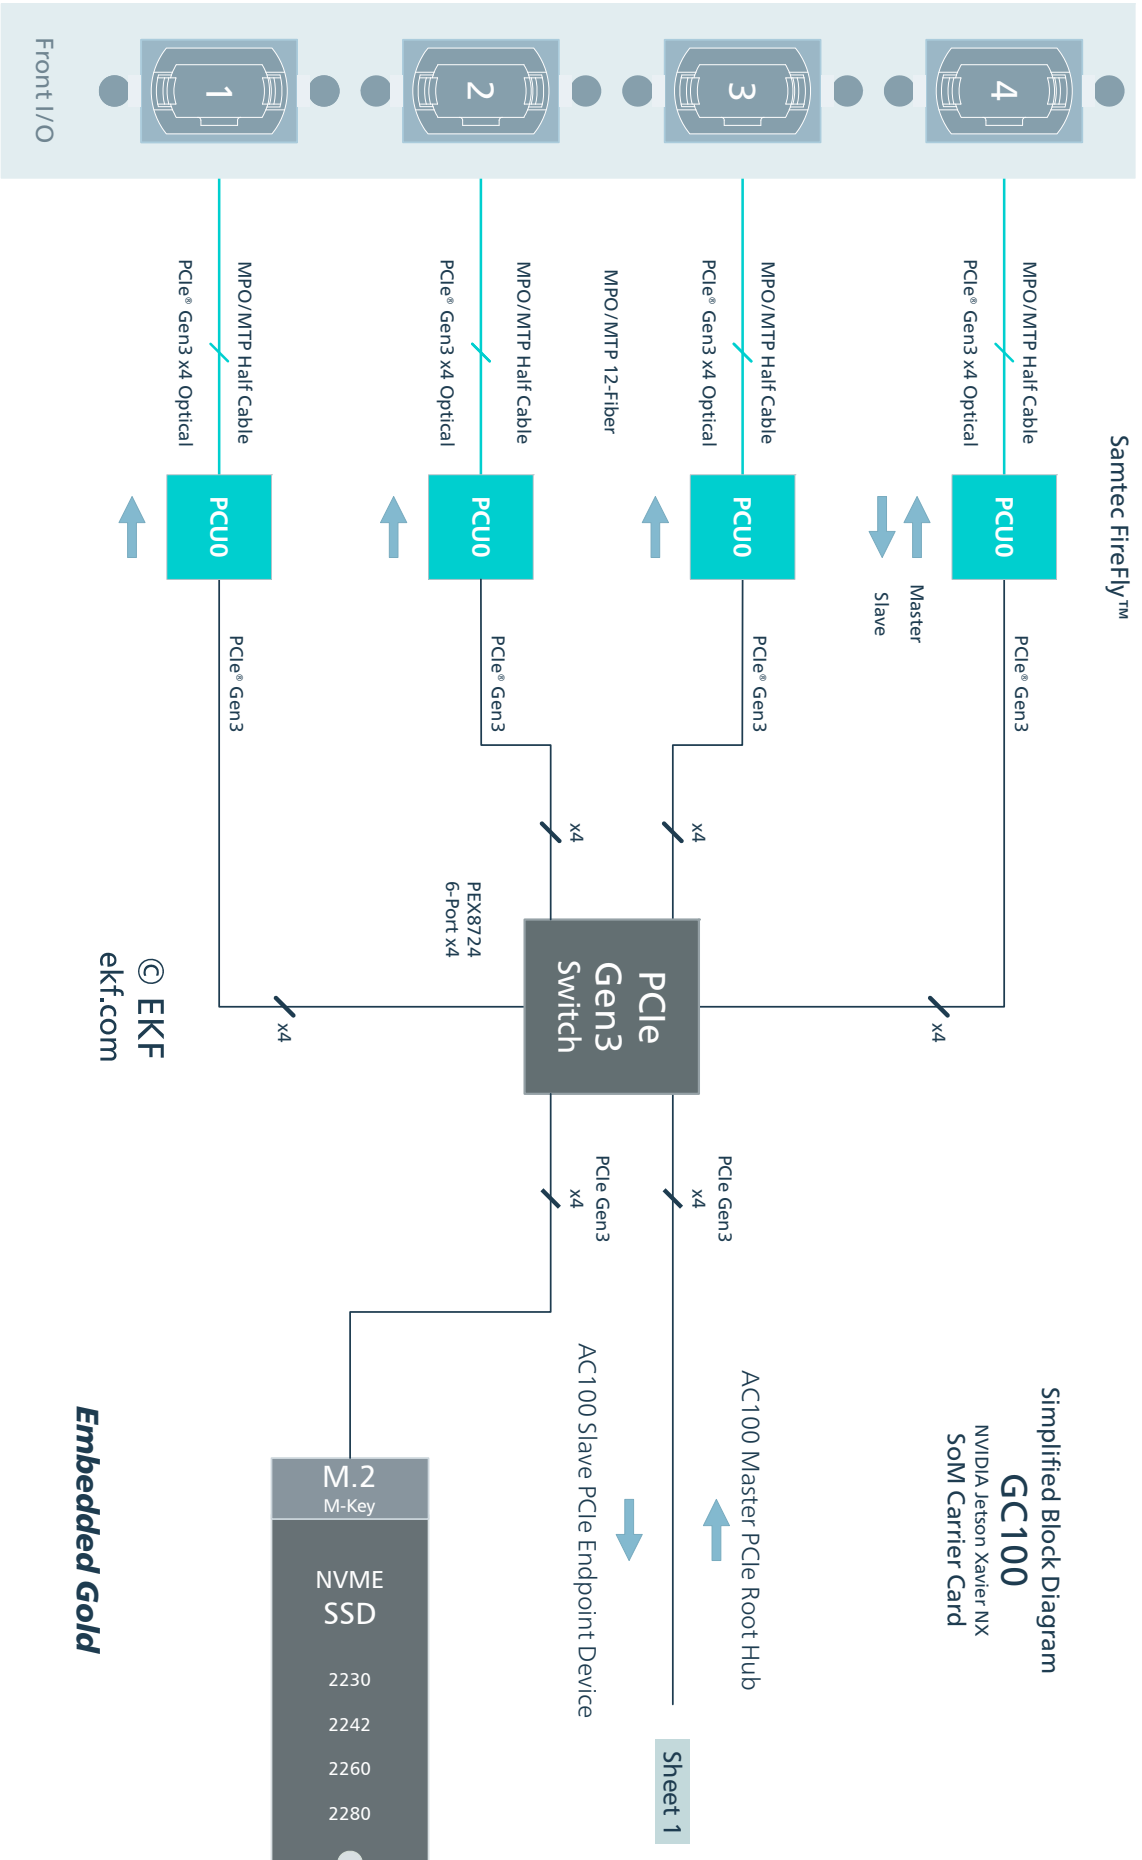 Front I/O
4
3
2
1
Samtec FireFly™
MPO/MTP Half Cable
PCIe® Gen3 x4 Optical
MPO/MTP Half Cable
PCIe® Gen3 x4 Optical
MPO/MTP 12-Fiber
MPO/MTP Half Cable
PCIe® Gen3 x4 Optical
MPO/MTP Half Cable
PCIe® Gen3 x4 Optical
PCU0
PCU0
PCU0
PCU0
Master
Slave
PCIe® Gen3
PCIe® Gen3
PCIe® Gen3
PCIe® Gen3
x4
x4
x4
x4
PEX8724
6-Port x4
PCIe
Gen3
Switch
© EKF
ekf.com
PCIe Gen3
x4
PCIe Gen3
x4
Simplified Block Diagram
GC100
NVIDIA Jetson Xavier NX
SoM Carrier Card
AC100 Master PCIe Root Hub
AC100 Slave PCIe Endpoint Device
Sheet 1
M.2
M-Key
NVME
SSD
2230
2242
2260
2280
Embedded Gold